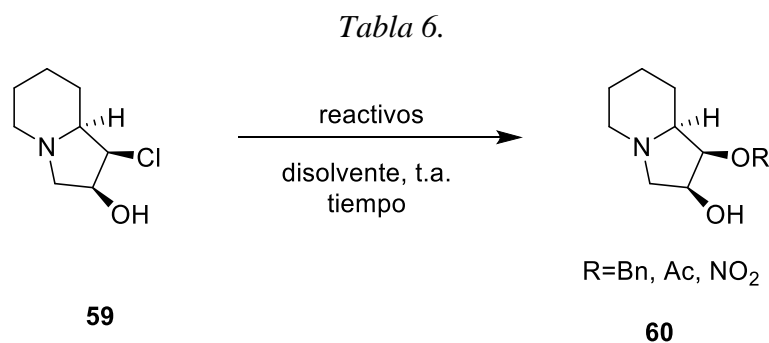 Tabla 6.
H
N
Cl
OH
59
reactivos
disolvente, t.a.
tiempo
H
N
OR
OH
R=Bn, Ac, NO₂
60